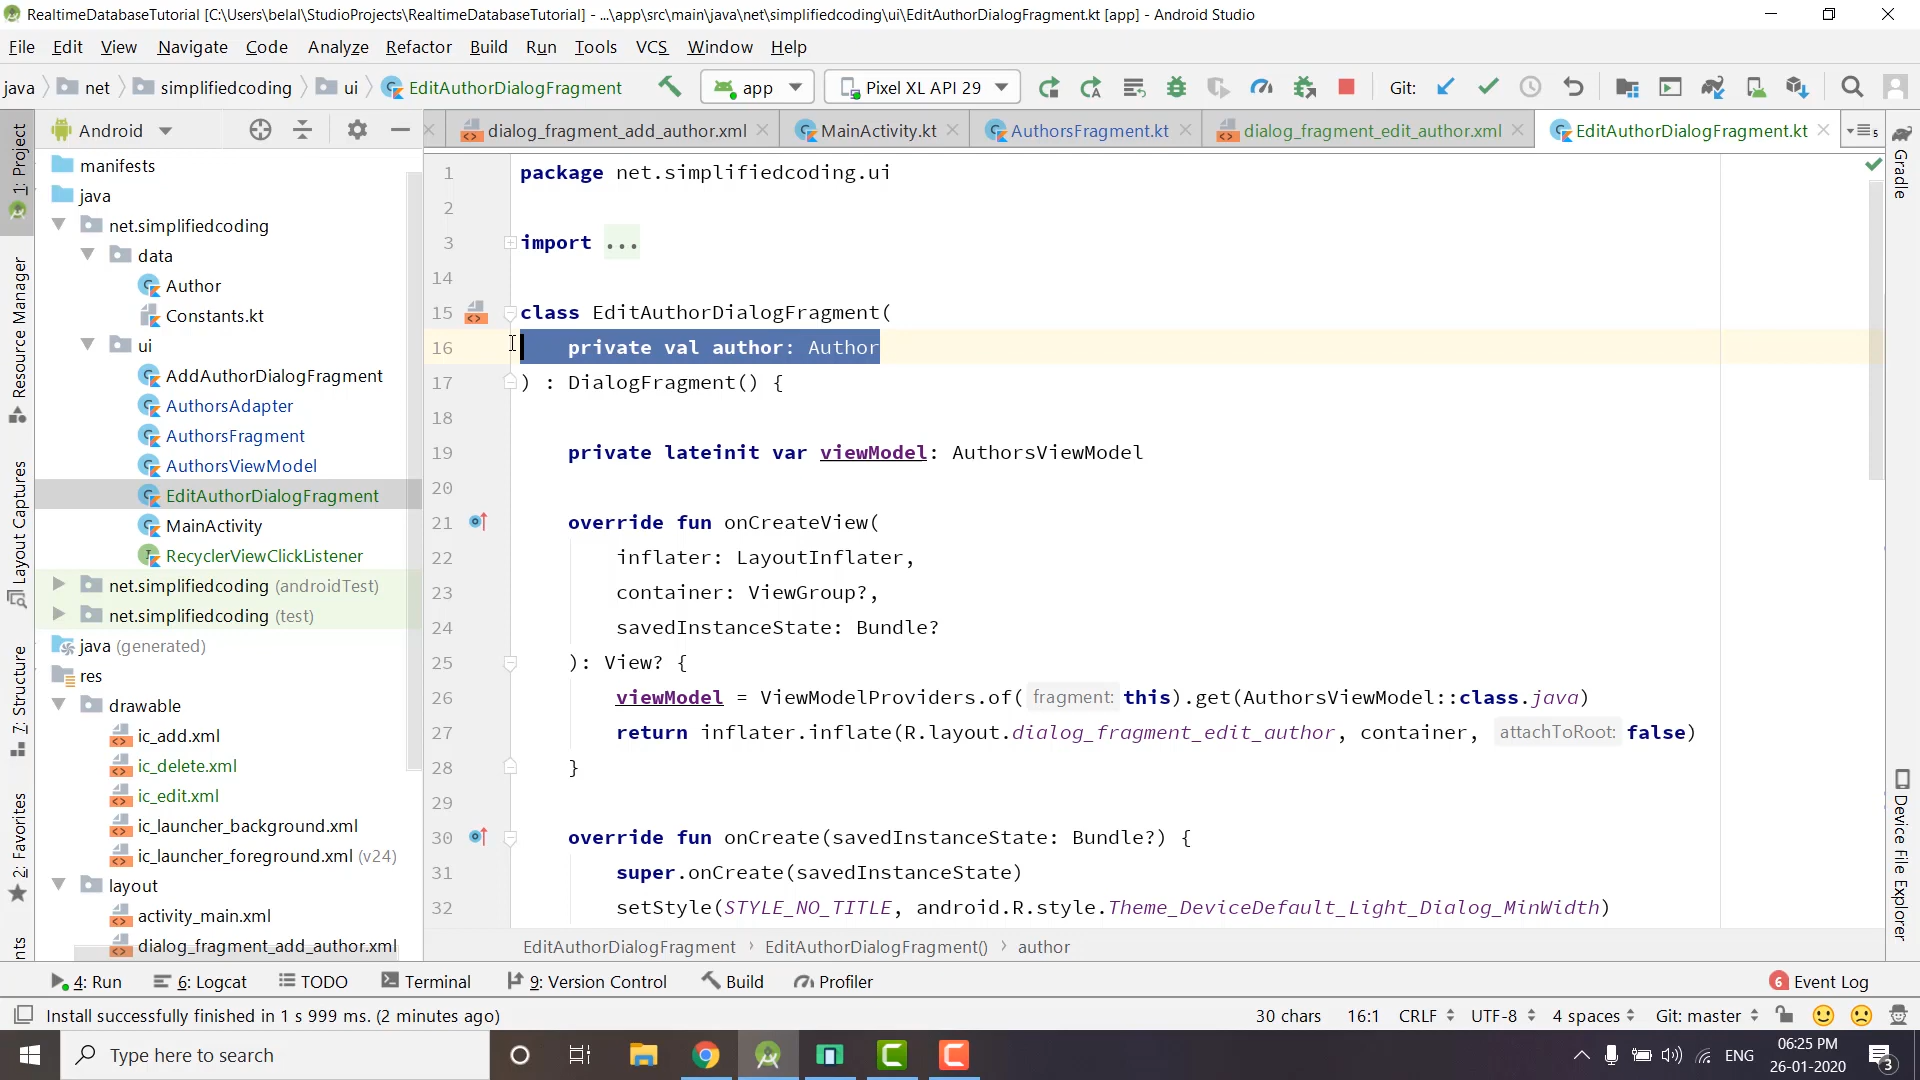 RealtimeDatabaseTutorial [C:\Users\belal\StudioProjects\RealtimeDatabaseTutorial] - ...\app\src\main\java\net\simplifiedcoding\ui\EditAuthorDialogFragment.kt [app] - Android Studio
File Edit View Navigate Code Analyze Refactor Build Run Tools VCS Window Help
java net simplifiedcoding ui EditAuthorDialogFragment app Pixel XL API 29 Git:
Android dialog_fragment_add_author.xml MainActivity.kt AuthorsFragment.kt dialog_fragment_edit_author.xml EditAuthorDialogFragment.kt 5
1: Project
Resource Manager
Layout Captures
7: Structure
2: Favorites
nts
manifests
java
net.simplifiedcoding
data
Author
Constants.kt
ui
AddAuthorDialogFragment
AuthorsAdapter
AuthorsFragment
AuthorsViewModel
EditAuthorDialogFragment
MainActivity
RecyclerViewClickListener
net.simplifiedcoding (androidTest)
net.simplifiedcoding (test)
java (generated)
res
drawable
ic_add.xml
ic_delete.xml
ic_edit.xml
ic_launcher_background.xml
ic_launcher_foreground.xml (v24)
layout
activity_main.xml
dialog_fragment_add_author.xml
1 package net.simplifiedcoding.ui
2
3 import ...
14
15 class EditAuthorDialogFragment(
16 private val author: Author
17 ) : DialogFragment() {
18
19 private lateinit var viewModel: AuthorsViewModel
20
21 override fun onCreateView(
22 inflater: LayoutInflater,
23 container: ViewGroup?,
24 savedInstanceState: Bundle?
25 ): View? {
26 viewModel = ViewModelProviders.of( fragment: this).get(AuthorsViewModel::class.java)
27 return inflater.inflate(R.layout.dialog_fragment_edit_author, container, attachToRoot: false)
28 }
29
30 override fun onCreate(savedInstanceState: Bundle?) {
31 super.onCreate(savedInstanceState)
32 setStyle(STYLE_NO_TITLE, android.R.style.Theme_DeviceDefault_Light_Dialog_MinWidth)
EditAuthorDialogFragment › EditAuthorDialogFragment() › author
Gradle
Device File Explorer
4: Run 6: Logcat TODO Terminal 9: Version Control Build Profiler 6 Event Log
Install successfully finished in 1 s 999 ms. (2 minutes ago) 30 chars 16:1 CRLF UTF-8 4 spaces Git: master
Type here to search ENG 06:25 PM
26-01-2020 3